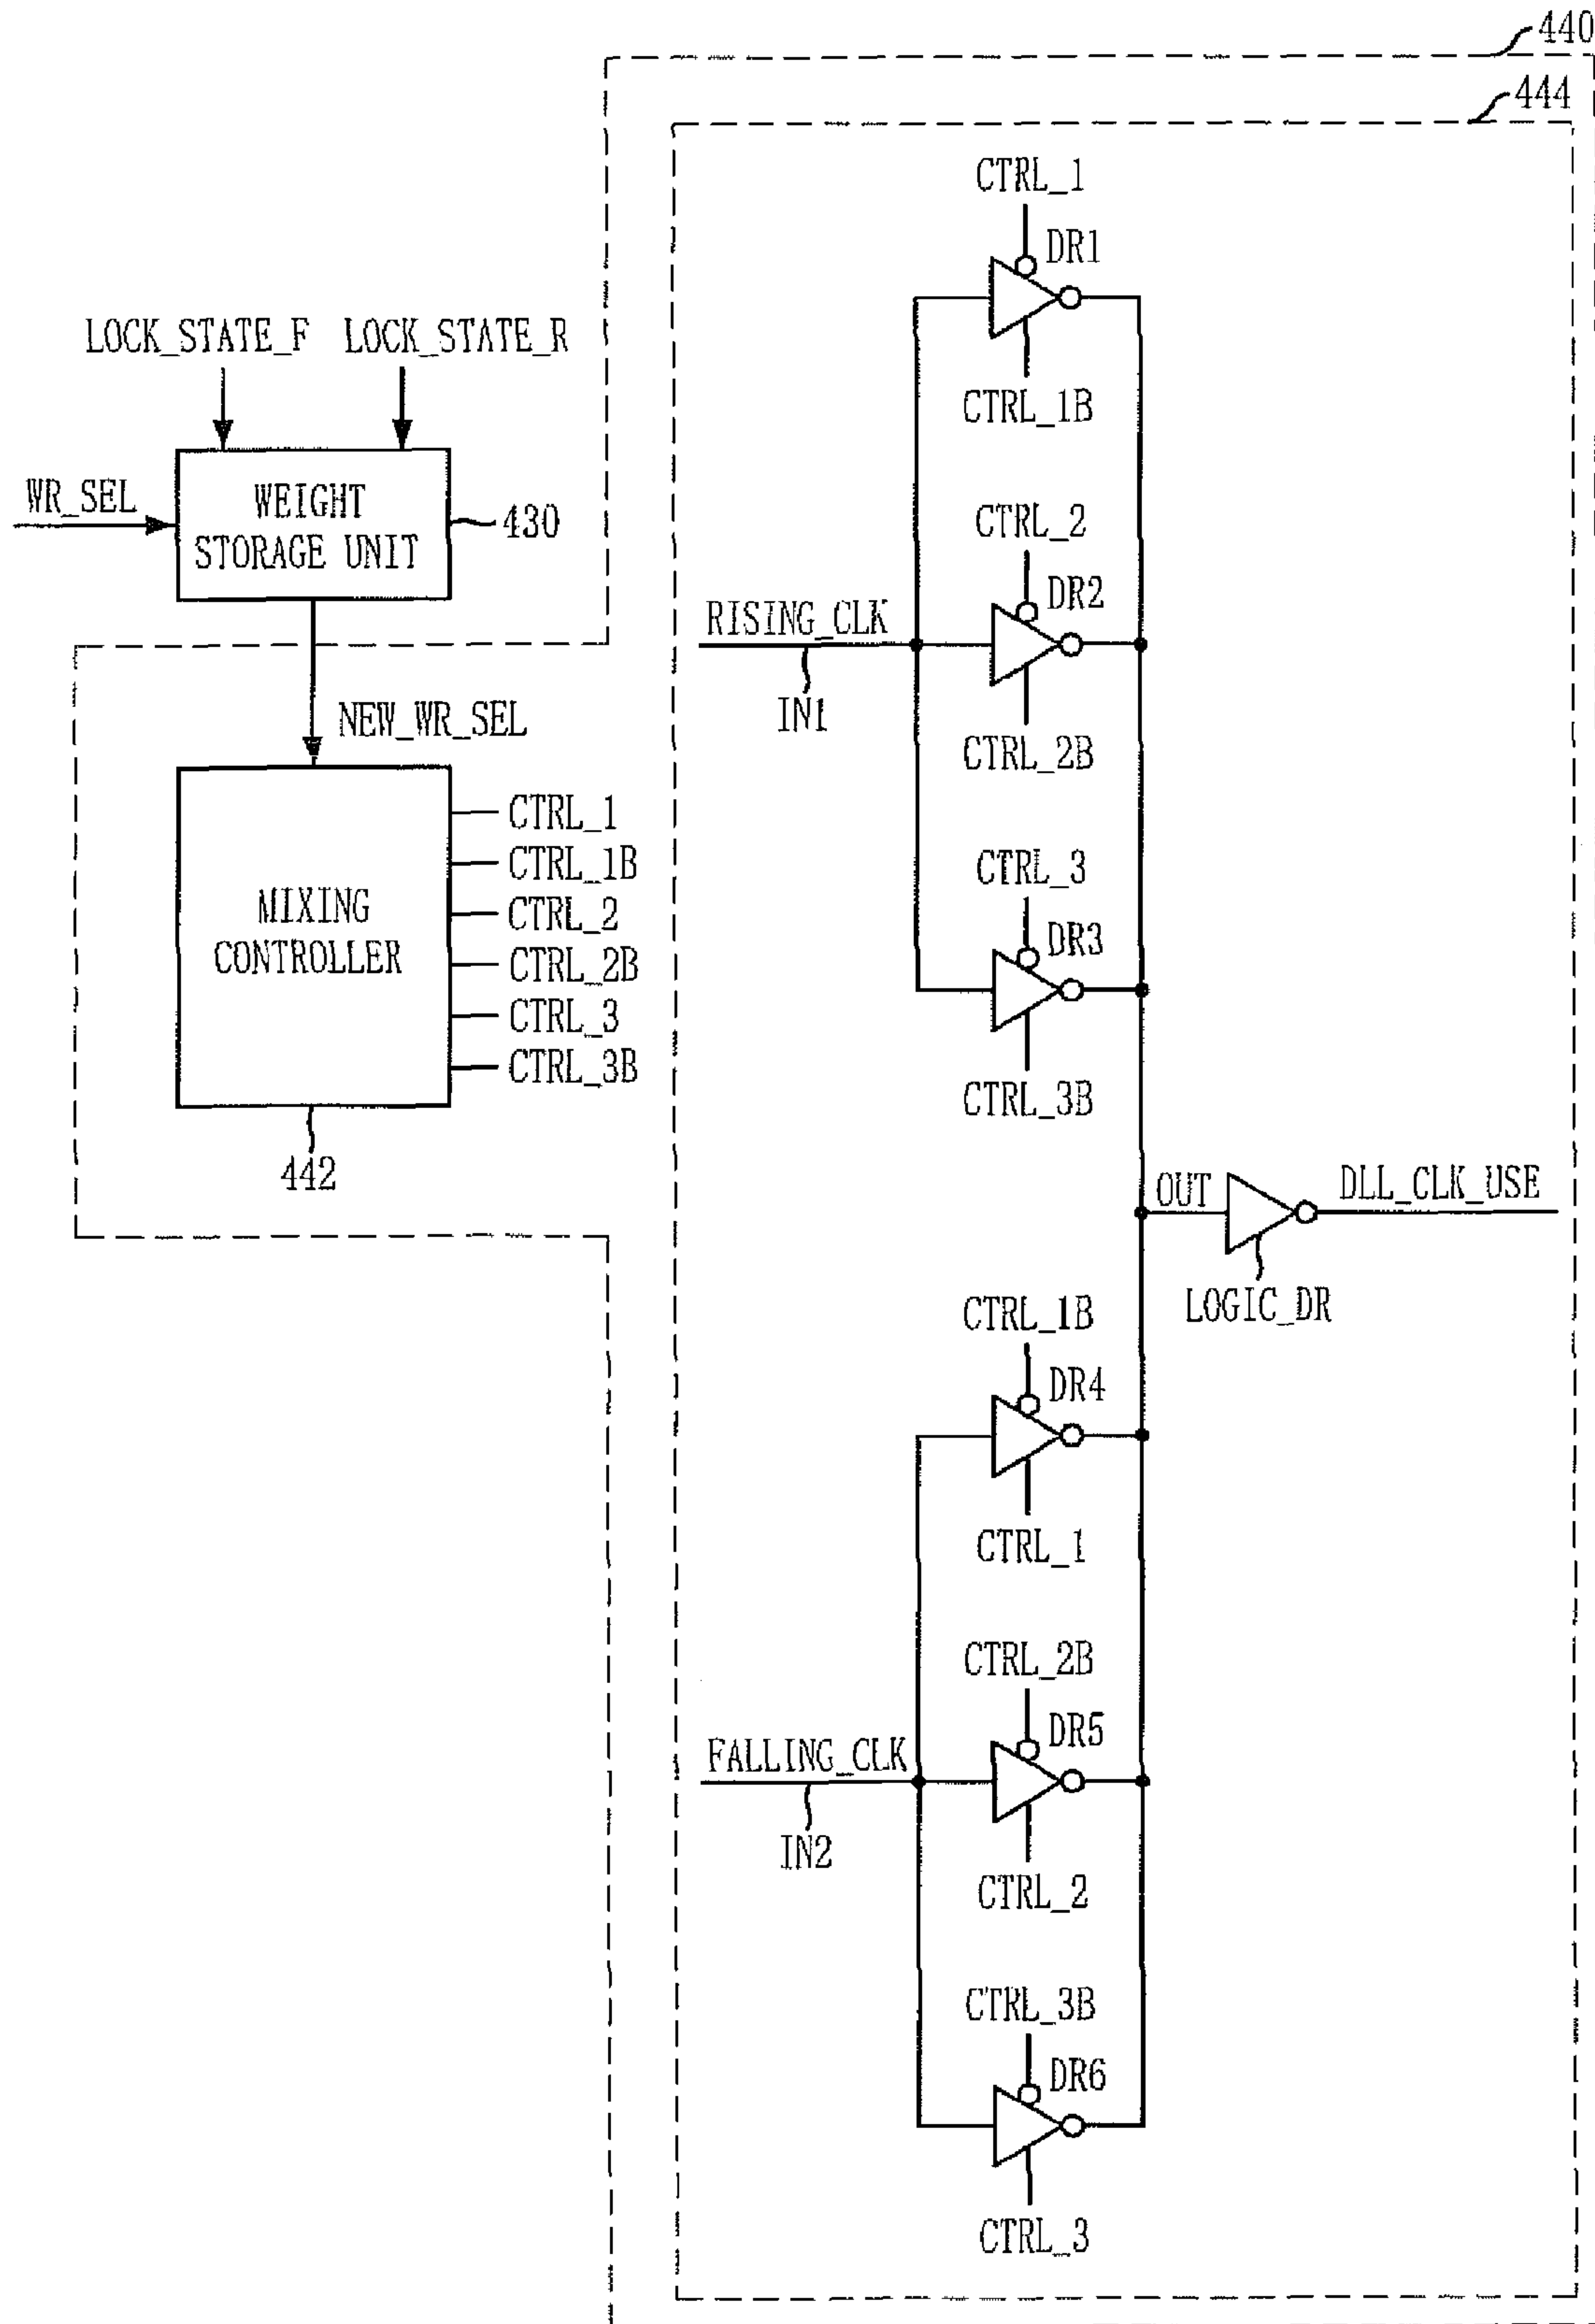 440
444
CTRL_1
DR1
CTRL_1B
LOCK_STATE_F
LOCK_STATE_R
WR_SEL
WEIGHT
STORAGE UNIT
430
CTRL_2
DR2
RISING_CLK
IN1
CTRL_2B
NEW_WR_SEL
MIXING
CONTROLLER
CTRL_1
CTRL_1B
CTRL_2
CTRL_2B
CTRL_3
CTRL_3B
442
CTRL_3
DR3
CTRL_3B
OUT
DLL_CLK_USE
LOGIC_DR
CTRL_1B
DR4
CTRL_1
CTRL_2B
DR5
FALLING_CLK
IN2
CTRL_2
CTRL_3B
DR6
CTRL_3